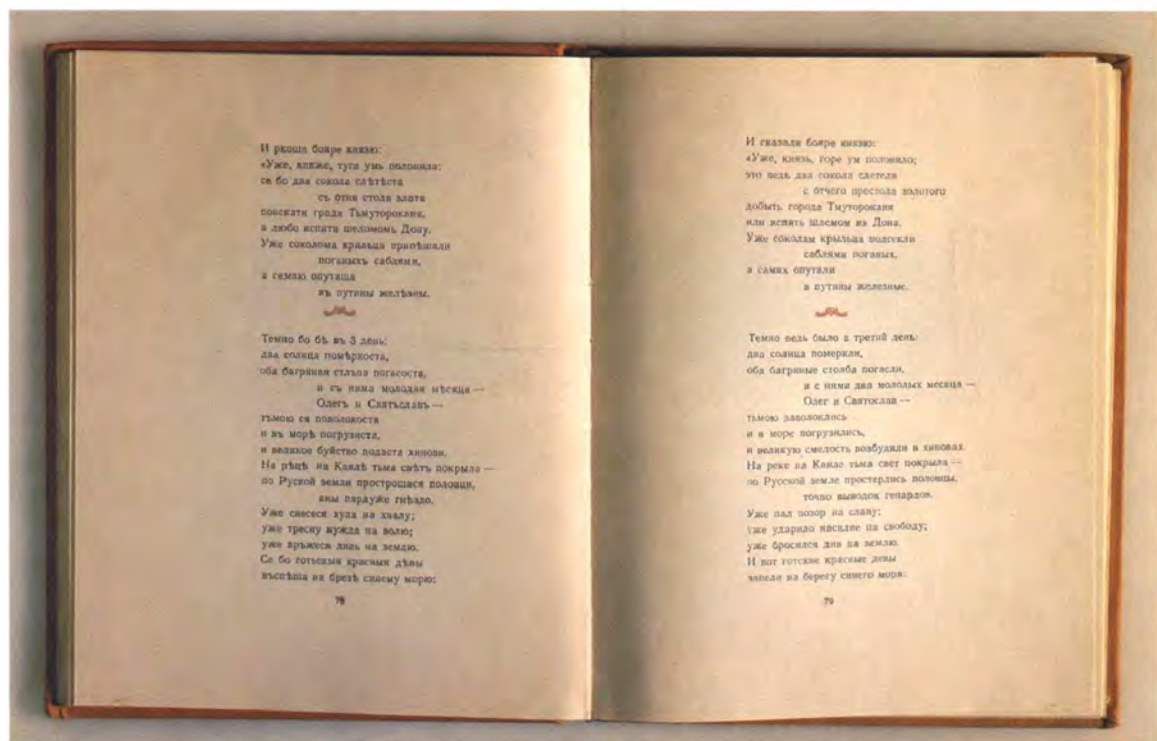 И ркоша бояре князю:
«Уже, княже, туга умь полонила:
се бо два сокола слѣтѣста
съ отня стола злата
поискати града Тьмутороканя,
а любо испити шеломомь Дону.
Уже соколома крильца припѣшали
поганыхъ саблями,
а самаю опуташа
въ путины желѣзны.
Темно бо бѣ въ 3 день:
два солнца помѣркоста,
оба багряная стлъпа погасоста,
и съ нима молодая мѣсяца —
Олегъ и Святъславъ —
тъмою ся поволокоста
и въ морѣ погрузиста,
и великое буйство подаста хинови.
На рѣцѣ на Каялѣ тьма свѣтъ покрыла —
по Руской земли прострошася половци,
аки пардуже гнѣздо.
Уже снесеся хула на хвалу;
уже тресну нужда на волю;
уже връжеся дивь на землю.
Се бо готьскыя красныя дѣвы
въспѣша на брезѣ синему морю:
78
И сказали бояре князю:
«Уже, князь, горе ум полонило;
это ведь два сокола слетели
с отчего престола золотого
добыть города Тмутороканя
или испить шлемом из Дона.
Уже соколам крыльца подсекли
саблями поганых,
а самих опутали
в путины железные.
Темно ведь было в третий день:
два солнца померкли,
оба багряные столба погасли,
и с ними два молодых месяца —
Олег и Святослав —
тьмою заволоклись
и в море погрузились,
и великую смелость возбудили в хиновах.
На реке на Каяле тьма свет покрыла —
по Русской земле простерлись половцы,
точно выводок гепардов.
Уже пал позор на славу;
уже ударило насилие на свободу;
уже бросился див на землю.
И вот готские красные девы
запели на берегу синего моря:
79